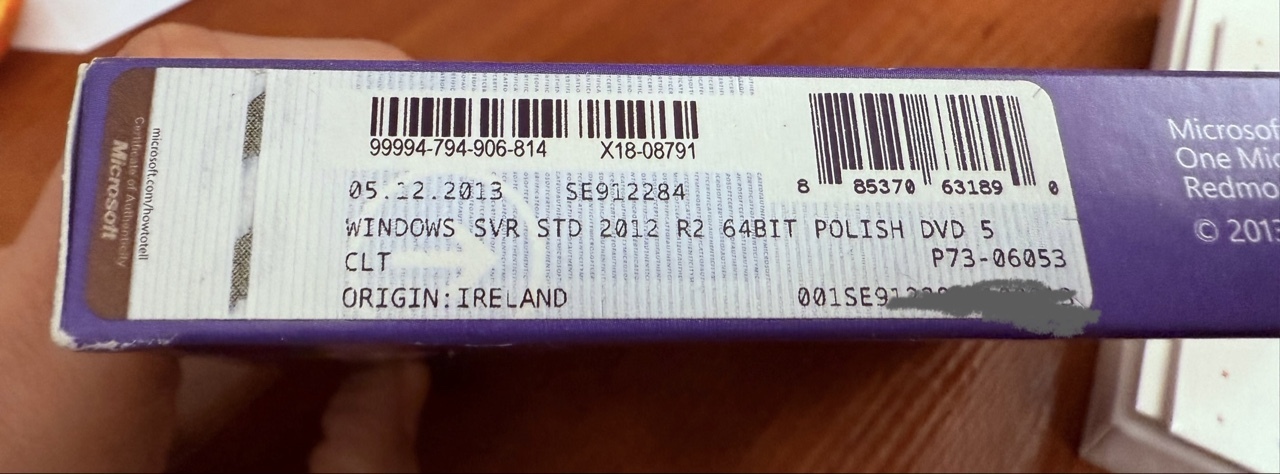 microsoft.com/howtotell
Certificate of Authenticity
Microsoft
99994-794-906-814 X18-08791
8 85370 63189 0
05.12.2013 SE912284
WINDOWS SVR STD 2012 R2 64BIT POLISH DVD 5
CLT P73-06053
ORIGIN:IRELAND 001SE912
Microsof
One Mic
Redmo
© 2013